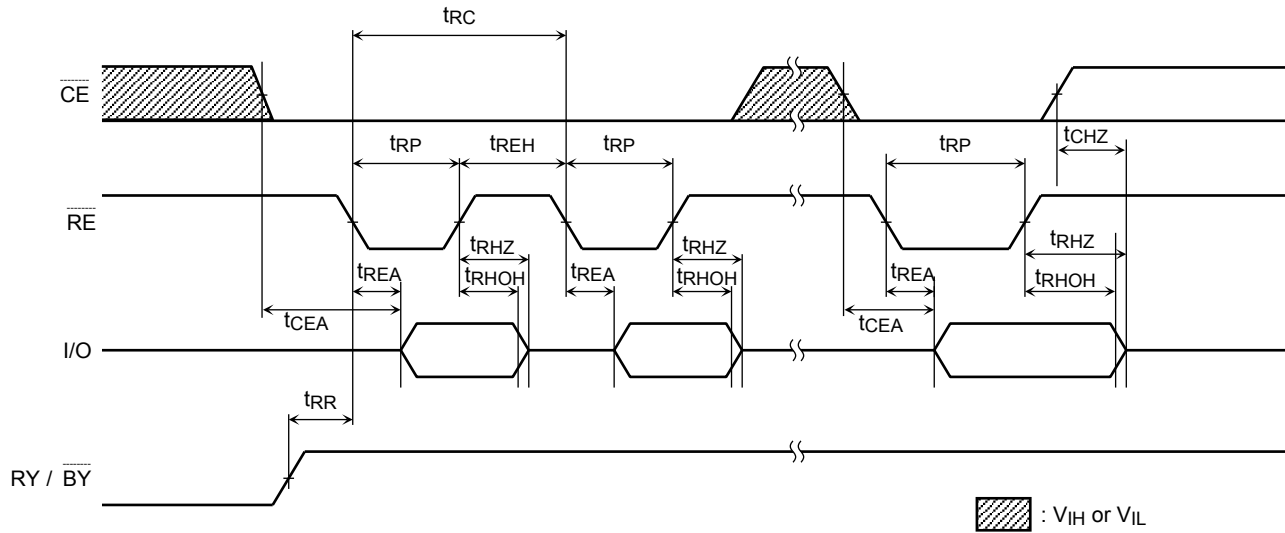 tRC
CE
tRP
tREH
tRP
tRP
tCHZ
RE
tREA
tRHZ
tRHOH
tREA
tRHZ
tRHOH
tREA
tRHZ
tRHOH
tCEA
tCEA
I/O
tRR
RY / BY
: VIH or VIL